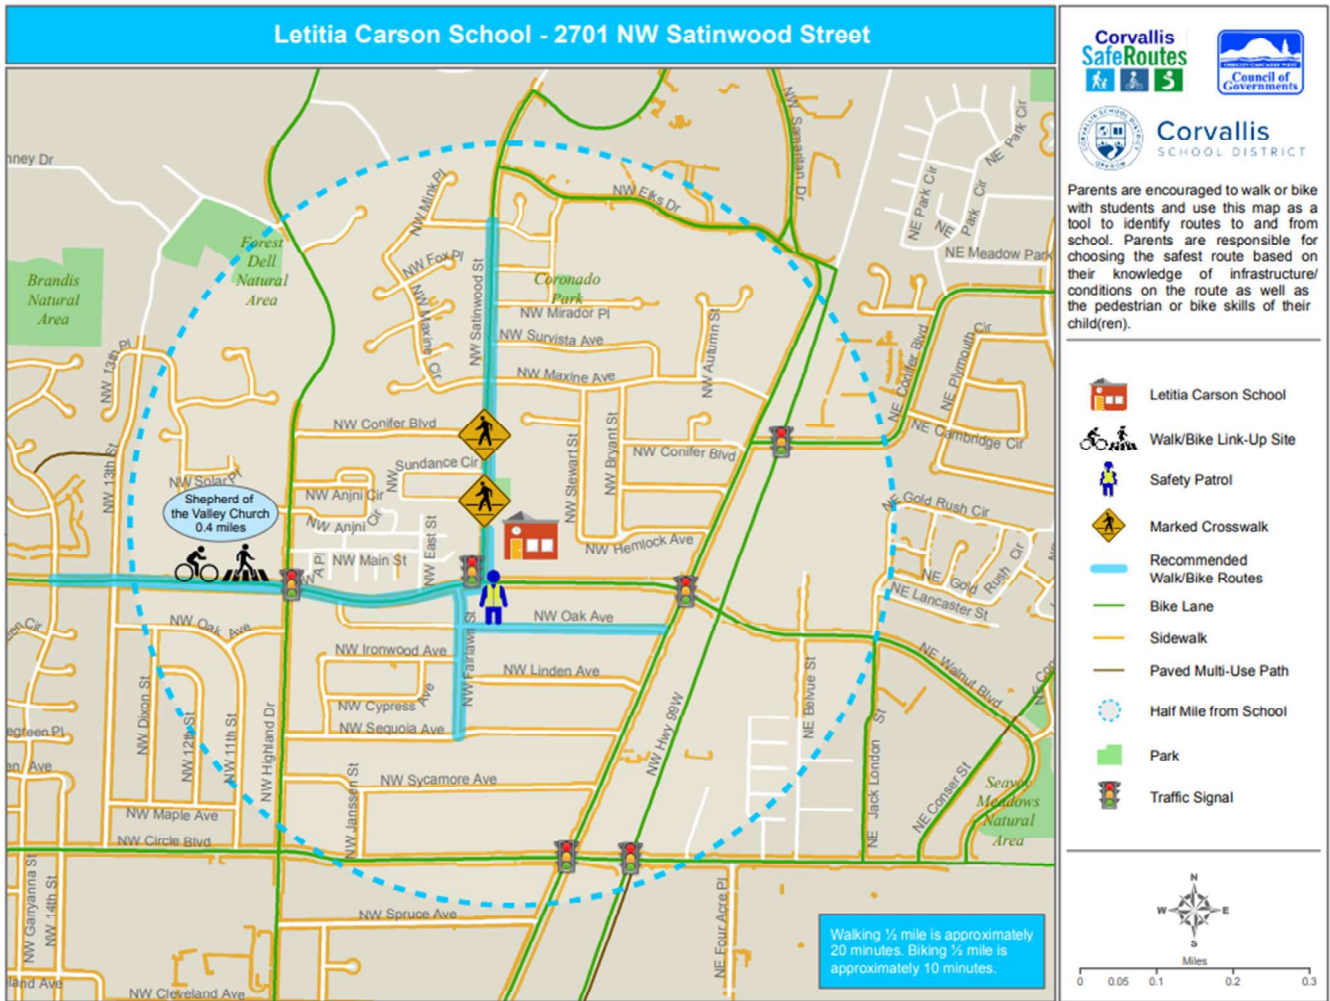 Letitia Carson School - 2701 NW Satinwood Street
Corvallis
SafeRoutes
Council of
Governments
Corvallis
SCHOOL DISTRICT
Parents are encouraged to walk or bike
with students and use this map as a
tool to identify routes to and from
school. Parents are responsible for
choosing the safest route based on
their knowledge of infrastructure/
conditions on the route as well as
the pedestrian or bike skills of their
child(ren).
Letitia Carson School
Walk/Bike Link-Up Site
Safety Patrol
Marked Crosswalk
Recommended
Walk/Bike Routes
Bike Lane
Sidewalk
Paved Multi-Use Path
Half Mile from School
Park
Traffic Signal
N
W E
S
Miles
0 0.05 0.1 0.2 0.3
nney Dr
NW Mink Pl
NW Elks Dr
NW Samaritan Dr
NE Park Cir
NE Park Cir
NE Park Cir
NE Meadow Park
Forest
Dell
Natural
Area
Brandis
Natural
Area
NW Fox Pl
NW Satinwood St
Coronado
Park
NW Mirador Pl
NW Maxine Cir
NW Survista Ave
NW Autumn St
NW Maxine Ave
NW 13th Pl
NE Conifer Blvd
NE Plymouth Cir
NE Cambridge Cir
NW Conifer Blvd
NW Conifer Blvd
NW Stewart St
NW Bryant St
NW 13th St
NW Solar Pl
NW
Sundance Cir
NW Anjni Cir
NW Anjni Cir
Shepherd of
the Valley Church
0.4 miles
NE Gold Rush Cir
NW Hemlock Ave
NW Main St
NW East St
NE Gold Rush Cir
NE Lancaster St
NW Oak Ave
NW Oak Ave
NW Fairlawn St
NW Ironwood Ave
NW Linden Ave
NE Walnut Blvd
NW Cypress Ave
NW Sequoia Ave
NW Dixon St
NW 12th St
NW 11th St
NW Highland Dr
NW Hwy 99W
NE Belvue St
NE Jack London St
NE Conser St
egreen Pl
en Ave
NW Sycamore Ave
NW Janssen St
Seavey
Meadows
Natural
Area
NW Maple Ave
NW Circle Blvd
NW Garryanna St
NW 14th St
NW Spruce Ave
NE Four Acre Pl
NW Cleveland Ave
land Ave
Walking ½ mile is approximately
20 minutes. Biking ½ mile is
approximately 10 minutes.